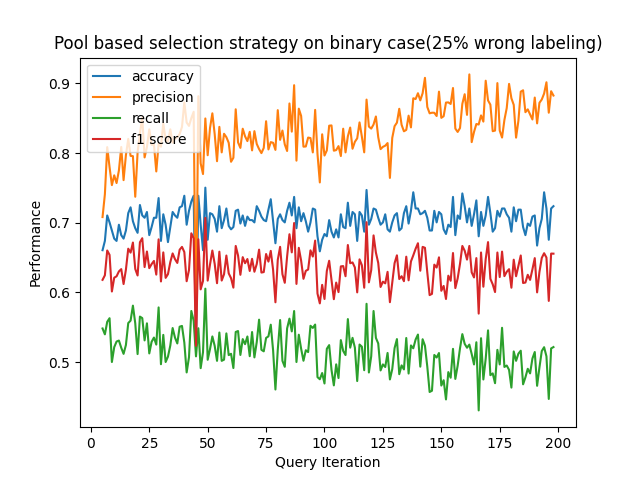 Pool based selection strategy on binary case(25% wrong labeling)
accuracy
precision
recall
f1 score
Performance
0.9
0.8
0.7
0.6
0.5
0 25 50 75 100 125 150 175 200
Query Iteration